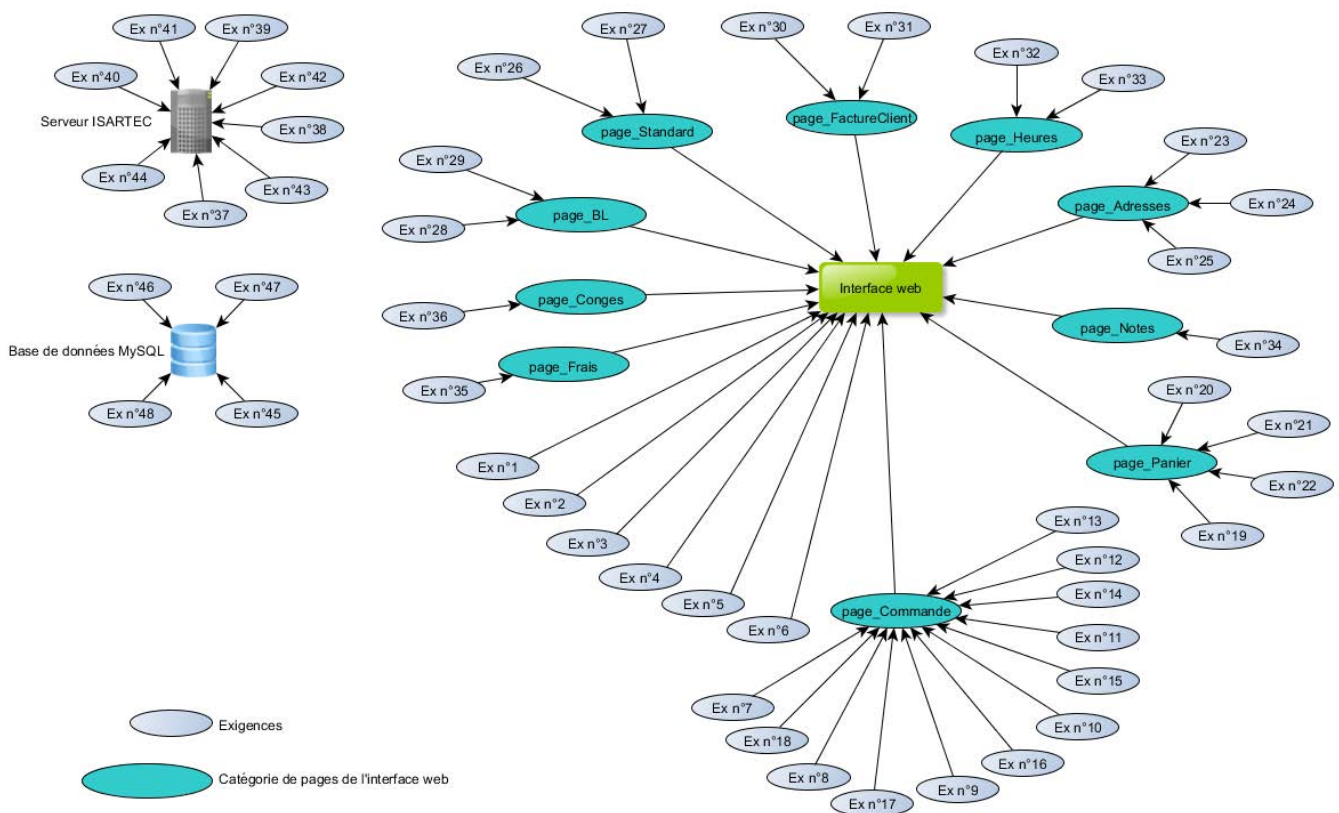 Ex n°41
Ex n°39
Ex n°40
Ex n°42
Serveur ISARTEC
Ex n°38
Ex n°44
Ex n°43
Ex n°37
Ex n°46
Ex n°47
Base de données MySQL
Ex n°48
Ex n°45
Ex n°27
Ex n°26
page_Standard
Ex n°30
Ex n°31
page_FactureClient
Ex n°32
Ex n°33
page_Heures
Ex n°29
Ex n°28
page_BL
Ex n°23
page_Adresses
Ex n°24
Ex n°25
Interface web
page_Conges
Ex n°36
page_Notes
Ex n°34
page_Frais
Ex n°35
Ex n°20
Ex n°21
page_Panier
Ex n°22
Ex n°19
Ex n°1
Ex n°2
Ex n°3
Ex n°4
Ex n°5
Ex n°6
Ex n°13
Ex n°12
page_Commande
Ex n°14
Ex n°11
Ex n°15
Ex n°7
Ex n°10
Ex n°18
Ex n°16
Ex n°8
Ex n°9
Ex n°17
Exigences
Catégorie de pages de l'interface web